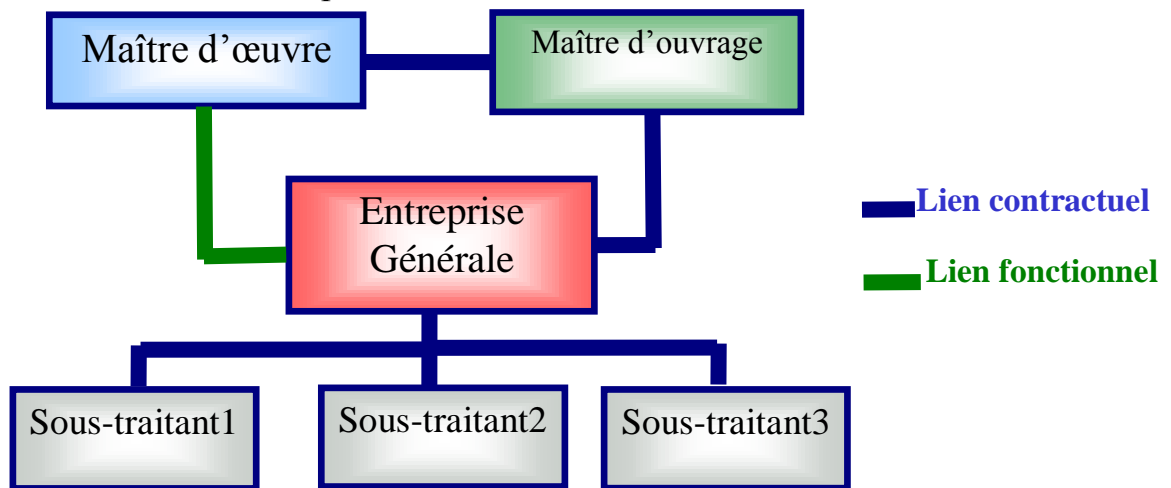 Maître d’œuvre
Maître d’ouvrage
Entreprise
Générale
Lien contractuel
Lien fonctionnel
Sous-traitant1
Sous-traitant2
Sous-traitant3